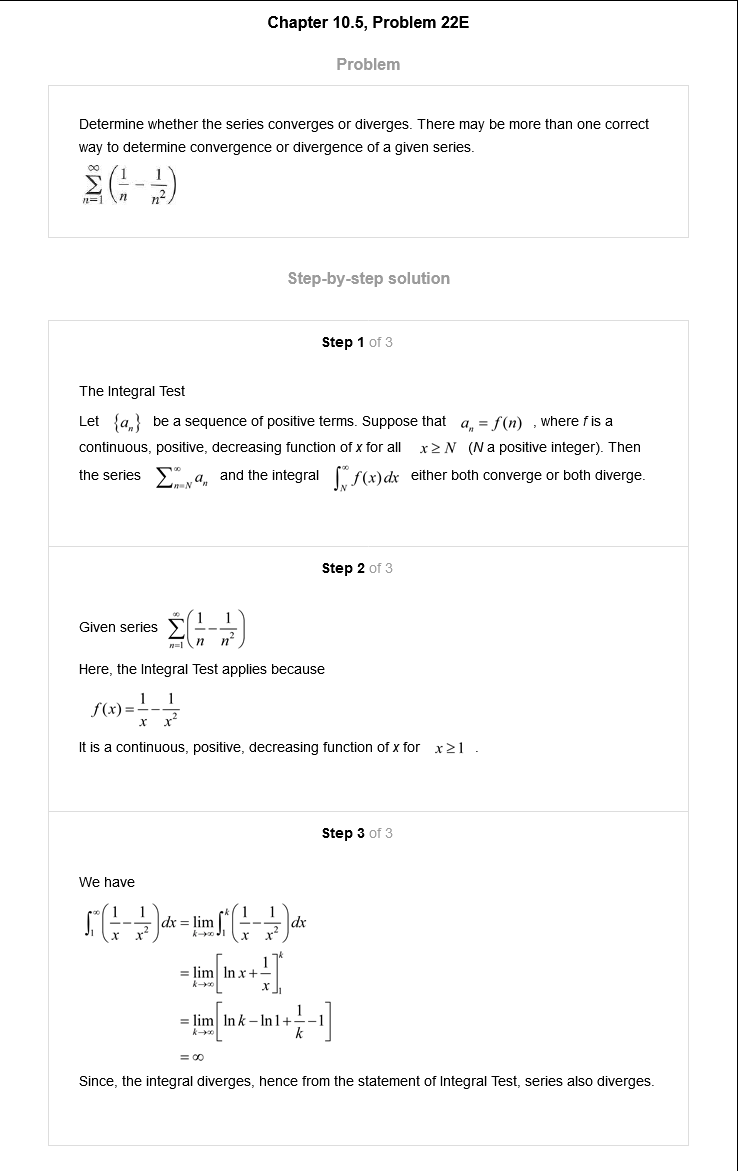 Chapter 10.5, Problem 22E
Problem
Determine whether the series converges or diverges. There may be more than one correct
way to determine convergence or divergence of a given series.
$\sum_{n=1}^{\infty}\left(\frac{1}{n}-\frac{1}{n^2}\right)$
Step-by-step solution
Step 1 of 3
The Integral Test
Let $\{a_n\}$ be a sequence of positive terms. Suppose that $a_n = f(n)$ , where f is a
continuous, positive, decreasing function of x for all $x \geq N$ (N a positive integer). Then
the series $\sum_{n=N}^{\infty} a_n$ and the integral $\int_N^{\infty} f(x)\,dx$ either both converge or both diverge.
Step 2 of 3
Given series $\sum_{n=1}^{\infty}\left(\frac{1}{n}-\frac{1}{n^2}\right)$
Here, the Integral Test applies because
$f(x)=\frac{1}{x}-\frac{1}{x^2}$
It is a continuous, positive, decreasing function of x for $x \geq 1$ .
Step 3 of 3
We have
$\int_1^{\infty}\left(\frac{1}{x}-\frac{1}{x^2}\right)dx = \lim_{k\to\infty}\int_1^k\left(\frac{1}{x}-\frac{1}{x^2}\right)dx$
$= \lim_{k\to\infty}\left[\ln x+\frac{1}{x}\right]_1^k$
$= \lim_{k\to\infty}\left[\ln k-\ln 1+\frac{1}{k}-1\right]$
$= \infty$
Since, the integral diverges, hence from the statement of Integral Test, series also diverges.